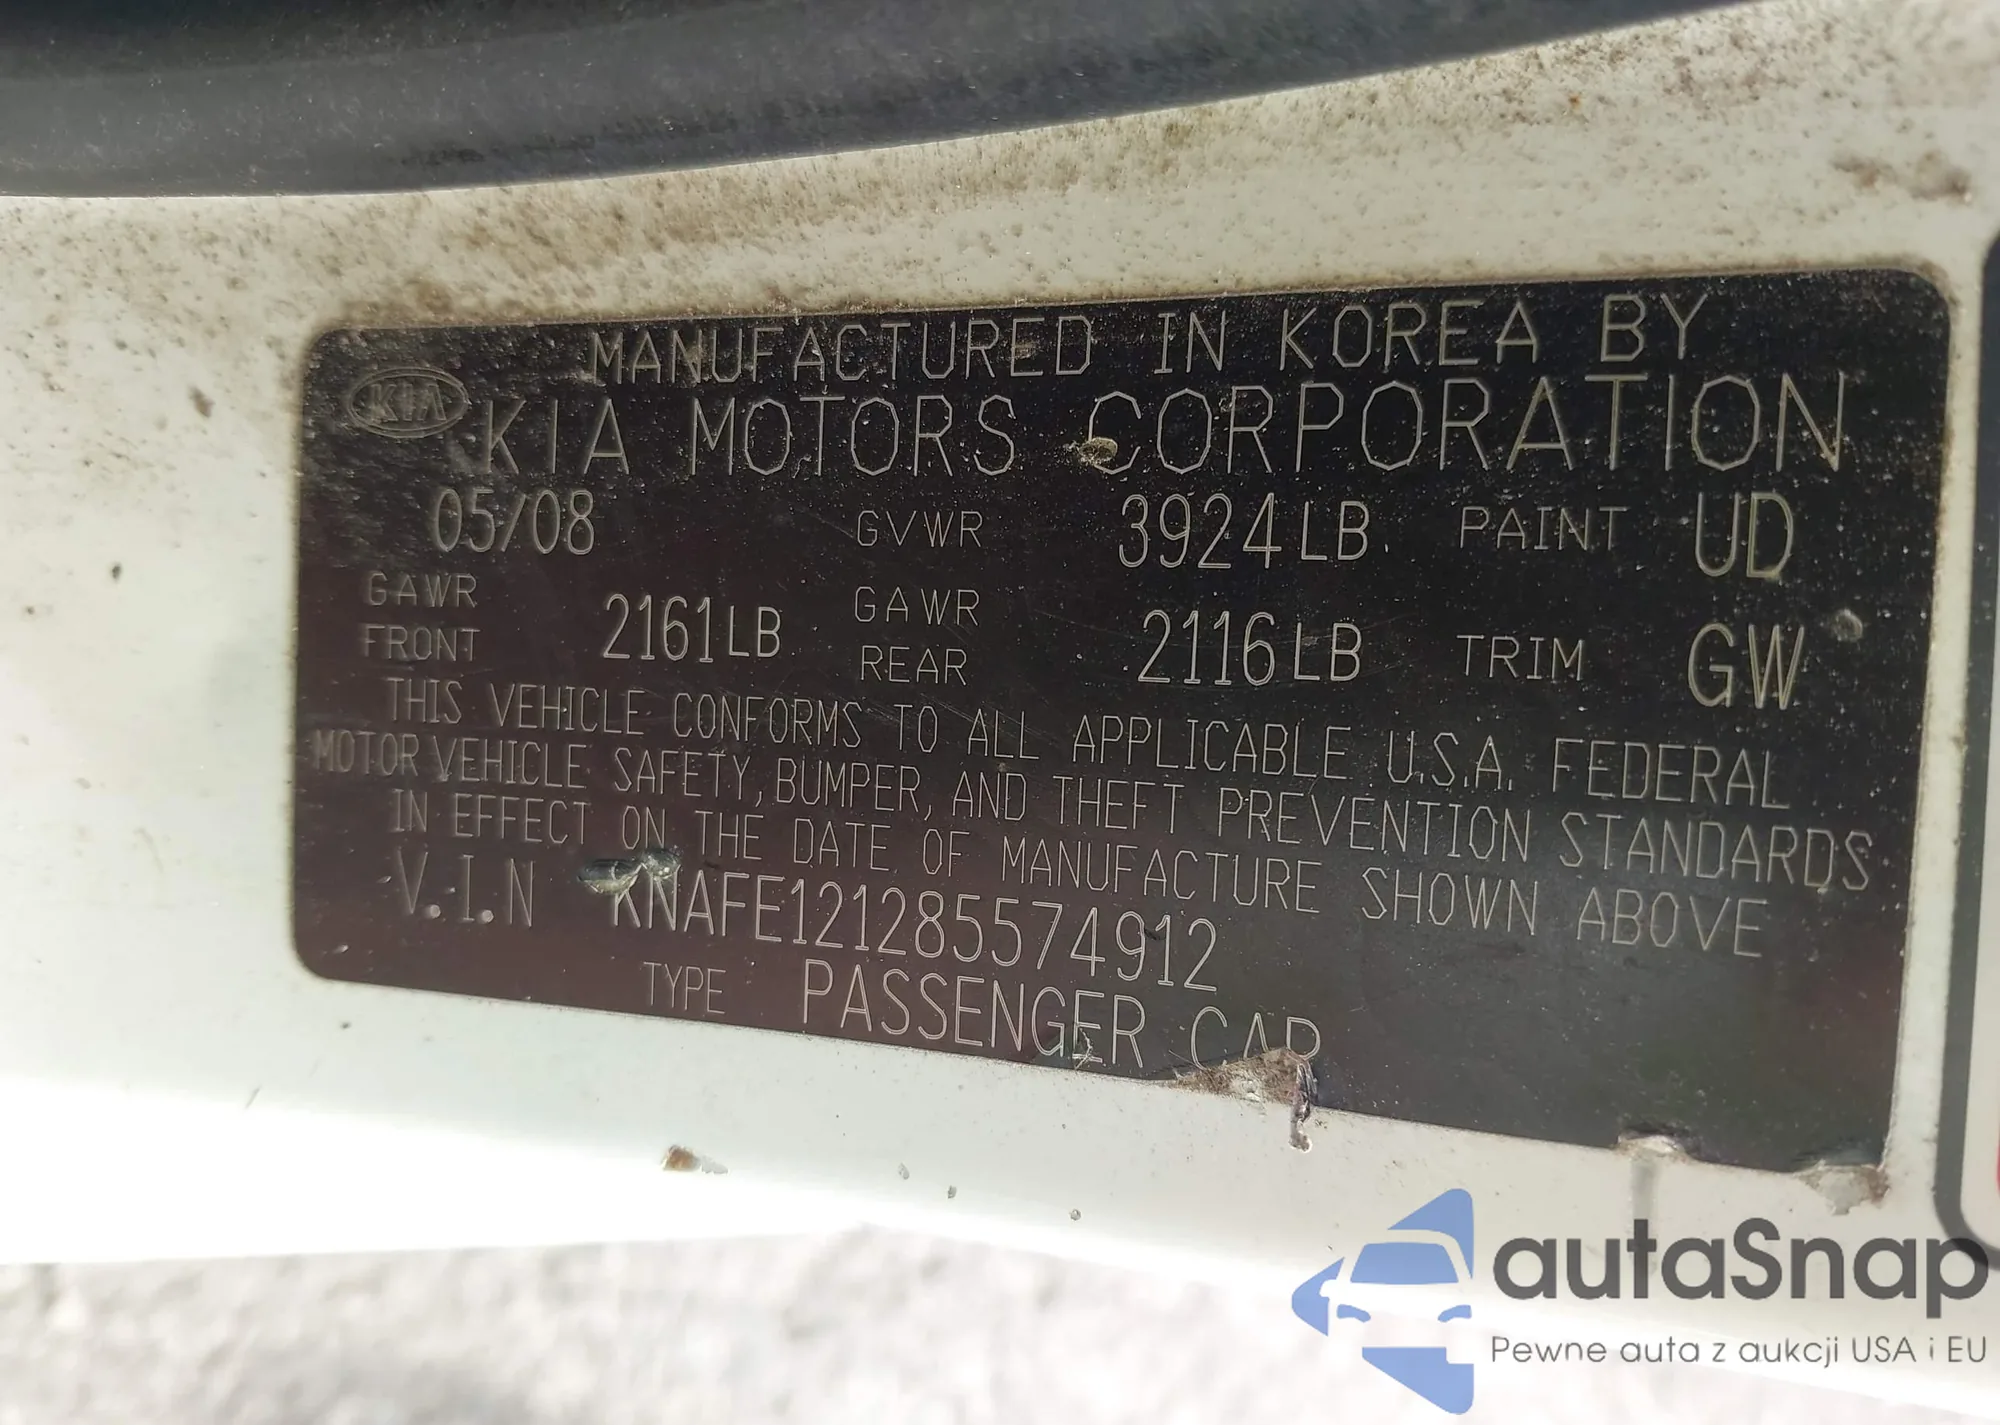 MANUFACTURED IN KOREA BY
KIA KIA MOTORS CORPORATION
05/08 GVWR 3924LB PAINT UD
GAWR FRONT 2161LB GAWR REAR 2116LB TRIM GW
THIS VEHICLE CONFORMS TO ALL APPLICABLE U.S.A. FEDERAL
MOTOR VEHICLE SAFETY, BUMPER, AND THEFT PREVENTION STANDARDS
IN EFFECT ON THE DATE OF MANUFACTURE SHOWN ABOVE
V.I.N KNAFE121285574912
TYPE PASSENGER CAR
autaSnap
Pewne auta z aukcji USA i EU